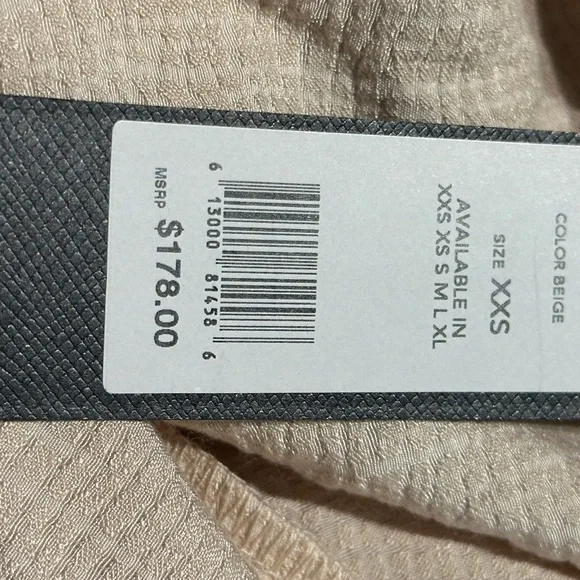 COLOR BEIGE
SIZE XXS
AVAILABLE IN
XXS XS S M L XL
6 13000 81458 6
MSRP $178.00